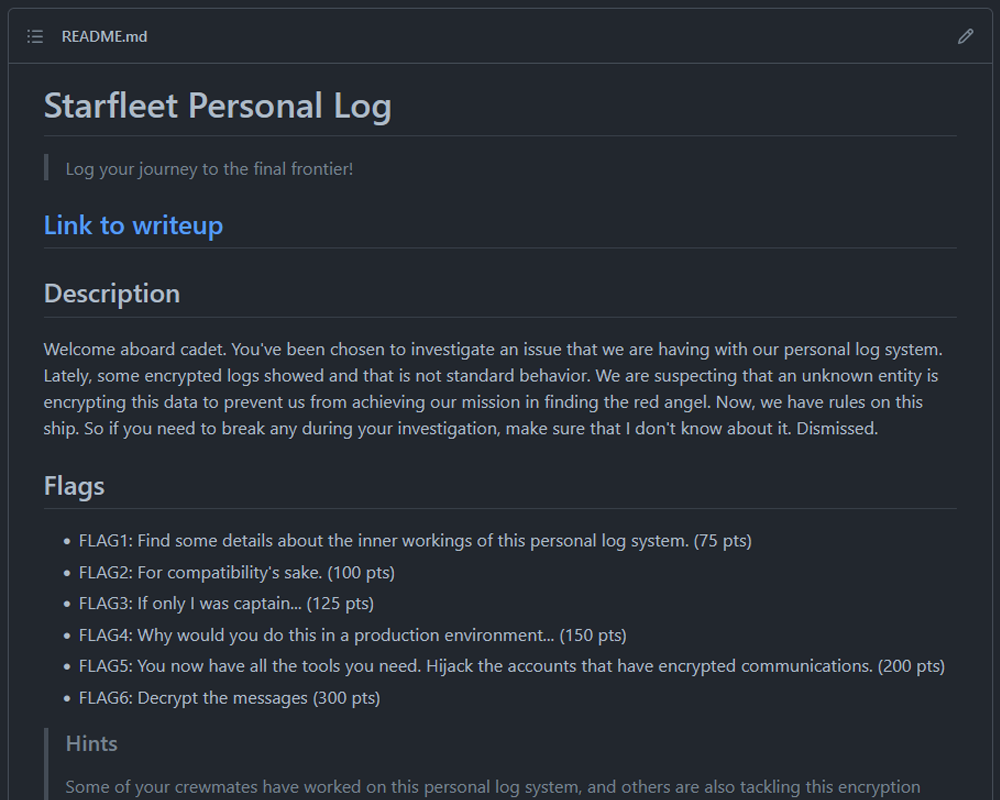 README.md
Starfleet Personal Log
Log your journey to the final frontier!
Link to writeup
Description
Welcome aboard cadet. You've been chosen to investigate an issue that we are having with our personal log system.
Lately, some encrypted logs showed and that is not standard behavior. We are suspecting that an unknown entity is
encrypting this data to prevent us from achieving our mission in finding the red angel. Now, we have rules on this
ship. So if you need to break any during your investigation, make sure that I don't know about it. Dismissed.
Flags
• FLAG1: Find some details about the inner workings of this personal log system. (75 pts)
• FLAG2: For compatibility's sake. (100 pts)
• FLAG3: If only I was captain... (125 pts)
• FLAG4: Why would you do this in a production environment... (150 pts)
• FLAG5: You now have all the tools you need. Hijack the accounts that have encrypted communications. (200 pts)
• FLAG6: Decrypt the messages (300 pts)
Hints
Some of your crewmates have worked on this personal log system, and others are also tackling this encryption